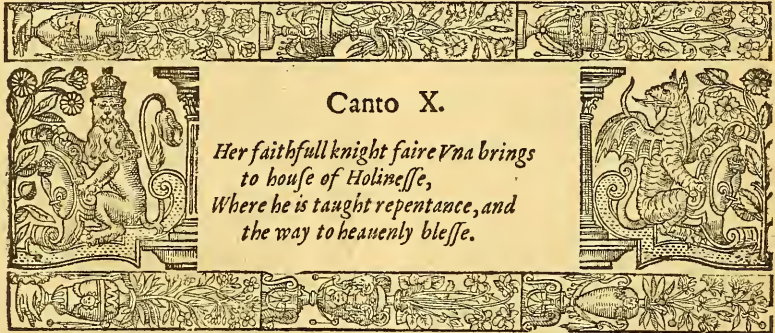 Canto X.
Her faithfull knight faire Vna brings
to houſe of Holineſſe,
Where he is taught repentance, and
the way to heauenly bleſſe.